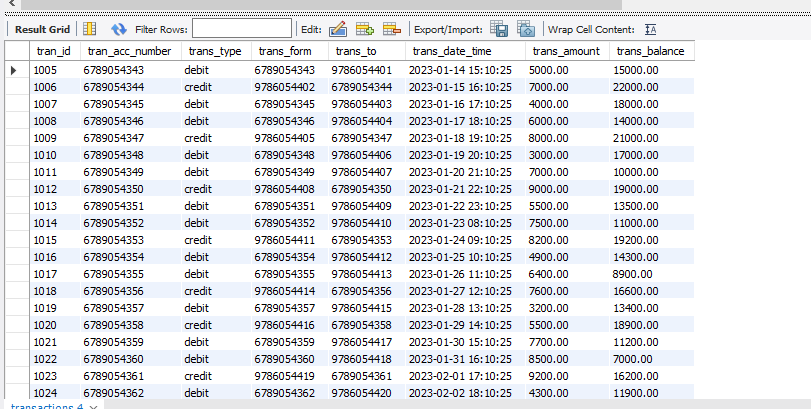 Result Grid Filter Rows: Edit: Export/Import: Wrap Cell Content:
tran_id tran_acc_number trans_type trans_form trans_to trans_date_time trans_amount trans_balance
1005 6789054343 debit 6789054343 9786054401 2023-01-14 15:10:25 5000.00 15000.00
1006 6789054344 credit 9786054402 6789054344 2023-01-15 16:10:25 7000.00 22000.00
1007 6789054345 debit 6789054345 9786054403 2023-01-16 17:10:25 4000.00 18000.00
1008 6789054346 debit 6789054346 9786054404 2023-01-17 18:10:25 6000.00 14000.00
1009 6789054347 credit 9786054405 6789054347 2023-01-18 19:10:25 8000.00 21000.00
1010 6789054348 debit 6789054348 9786054406 2023-01-19 20:10:25 3000.00 17000.00
1011 6789054349 debit 6789054349 9786054407 2023-01-20 21:10:25 7000.00 10000.00
1012 6789054350 credit 9786054408 6789054350 2023-01-21 22:10:25 9000.00 19000.00
1013 6789054351 debit 6789054351 9786054409 2023-01-22 23:10:25 5500.00 13500.00
1014 6789054352 debit 6789054352 9786054410 2023-01-23 08:10:25 7500.00 11000.00
1015 6789054353 credit 9786054411 6789054353 2023-01-24 09:10:25 8200.00 19200.00
1016 6789054354 debit 6789054354 9786054412 2023-01-25 10:10:25 4900.00 14300.00
1017 6789054355 debit 6789054355 9786054413 2023-01-26 11:10:25 6400.00 8900.00
1018 6789054356 credit 9786054414 6789054356 2023-01-27 12:10:25 7600.00 16600.00
1019 6789054357 debit 6789054357 9786054415 2023-01-28 13:10:25 3200.00 13400.00
1020 6789054358 credit 9786054416 6789054358 2023-01-29 14:10:25 5500.00 18900.00
1021 6789054359 debit 6789054359 9786054417 2023-01-30 15:10:25 7700.00 11200.00
1022 6789054360 debit 6789054360 9786054418 2023-01-31 16:10:25 8500.00 7000.00
1023 6789054361 credit 9786054419 6789054361 2023-02-01 17:10:25 9200.00 16200.00
1024 6789054362 debit 6789054362 9786054420 2023-02-02 18:10:25 4300.00 11900.00
transactions 4